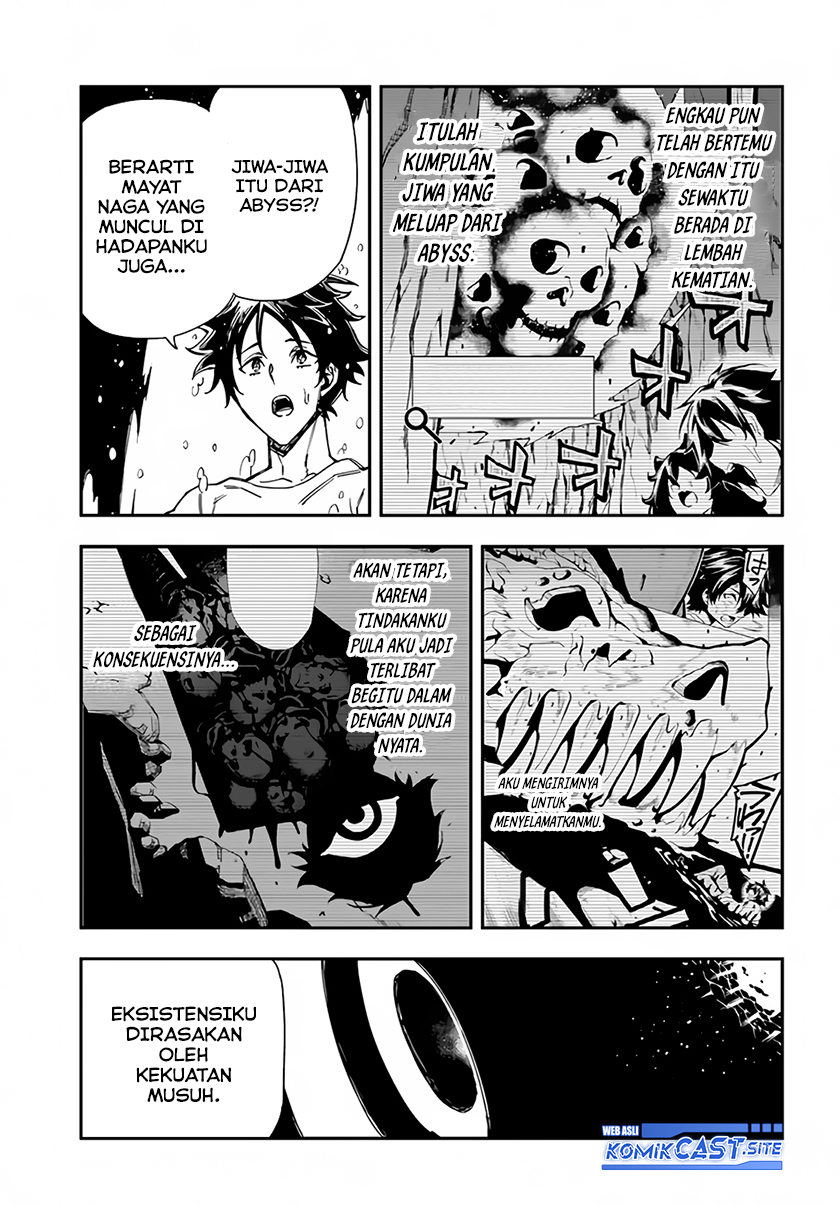 ENGKAU PUN
TELAH BERTEMU
DENGAN ITU
SEWAKTU
BERADA DI
LEMBAH
KEMATIAN.
ITULAH
KUMPULAN
JIWA YANG
MELUAP DARI
ABYSS.
JIWA-JIWA
ITU DARI
ABYSS?!
BERARTI
MAYAT
NAGA YANG
MUNCUL DI
HADAPANKU
JUGA...
AKU MENGIRIMNYA
UNTUK
MENYELAMATKANMU.
AKAN TETAPI,
KARENA
TINDAKANKU
PULA AKU JADI
TERLIBAT
BEGITU DALAM
DENGAN DUNIA
NYATA.
SEBAGAI
KONSEKUENSINYA...
EKSISTENSIKU
DIRASAKAN
OLEH
KEKUATAN
MUSUH.
WEB ASLI
KOMIKCAST.SITE